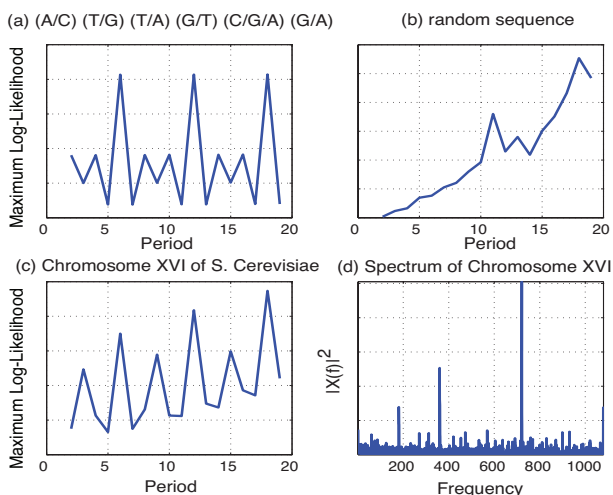 (a) (A/C) (T/G) (T/A) (G/T) (C/G/A) (G/A)
(b) random sequence
Maximum Log-Likelihood
0 5 10 15 20
Period
0 5 10 15 20
Period
(c) Chromosome XVI of S. Cerevisiae
(d) Spectrum of Chromosome XVI
Maximum Log-Likelihood
0 5 10 15 20
Period
|X(f)|2
200 400 600 800 1000
Frequency